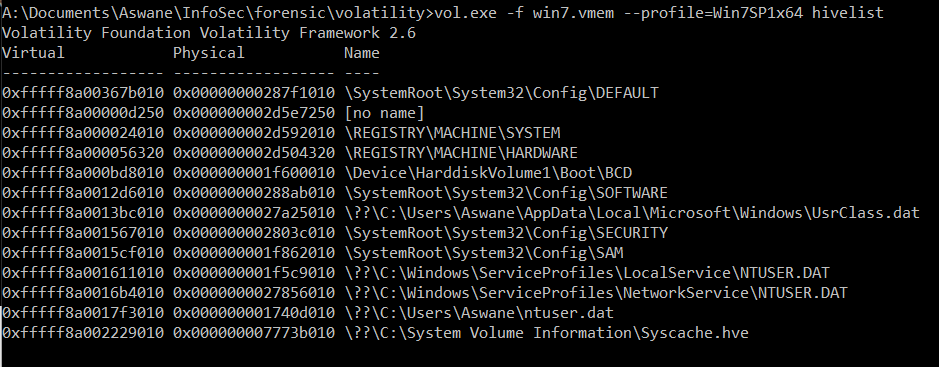 A:\Documents\Aswane\InfoSec\forensic\volatility>vol.exe -f win7.vmem --profile=Win7SP1x64 hivelist
Volatility Foundation Volatility Framework 2.6
Virtual            Physical           Name
------------------ ------------------ ----
0xfffff8a00367b010 0x00000000287f1010 \SystemRoot\System32\Config\DEFAULT
0xfffff8a00000d250 0x000000002d5e7250 [no name]
0xfffff8a000024010 0x000000002d592010 \REGISTRY\MACHINE\SYSTEM
0xfffff8a000056320 0x000000002d504320 \REGISTRY\MACHINE\HARDWARE
0xfffff8a000bd8010 0x000000001f600010 \Device\HarddiskVolume1\Boot\BCD
0xfffff8a0012d6010 0x00000000288ab010 \SystemRoot\System32\Config\SOFTWARE
0xfffff8a0013bc010 0x0000000027a25010 \??\C:\Users\Aswane\AppData\Local\Microsoft\Windows\UsrClass.dat
0xfffff8a001567010 0x000000002803c010 \SystemRoot\System32\Config\SECURITY
0xfffff8a0015cf010 0x000000001f862010 \SystemRoot\System32\Config\SAM
0xfffff8a001611010 0x000000001f5c9010 \??\C:\Windows\ServiceProfiles\LocalService\NTUSER.DAT
0xfffff8a0016b4010 0x0000000027856010 \??\C:\Windows\ServiceProfiles\NetworkService\NTUSER.DAT
0xfffff8a0017f3010 0x000000001740d010 \??\C:\Users\Aswane\ntuser.dat
0xfffff8a002229010 0x000000007773b010 \??\C:\System Volume Information\Syscache.hve